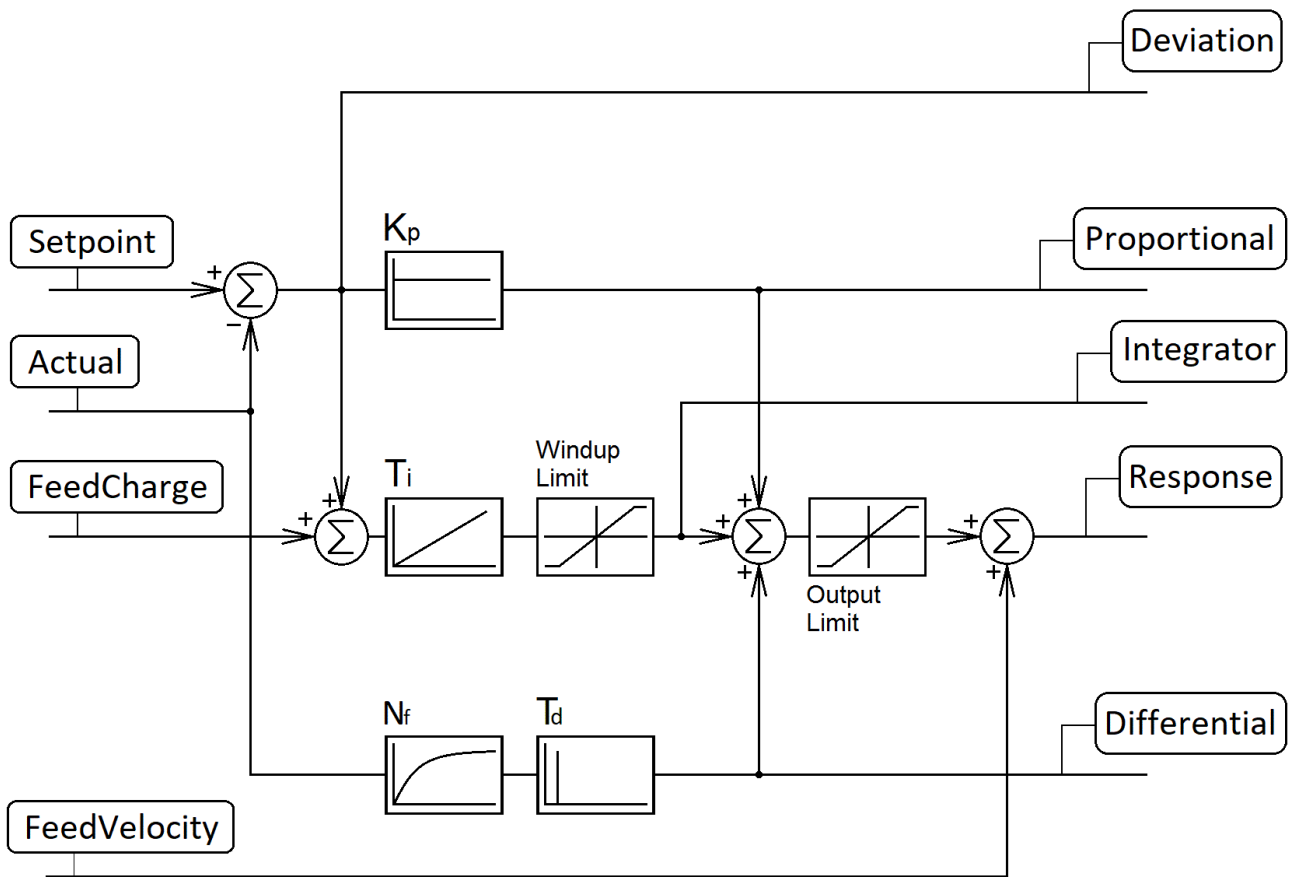 Deviation
Setpoint
Kp
Proportional
+
Σ
−
Actual
Integrator
FeedCharge
Ti
Windup
Limit
Response
+
+
Σ
+
+
Σ
+
+
Σ
+
Output
Limit
Nf
Td
Differential
FeedVelocity